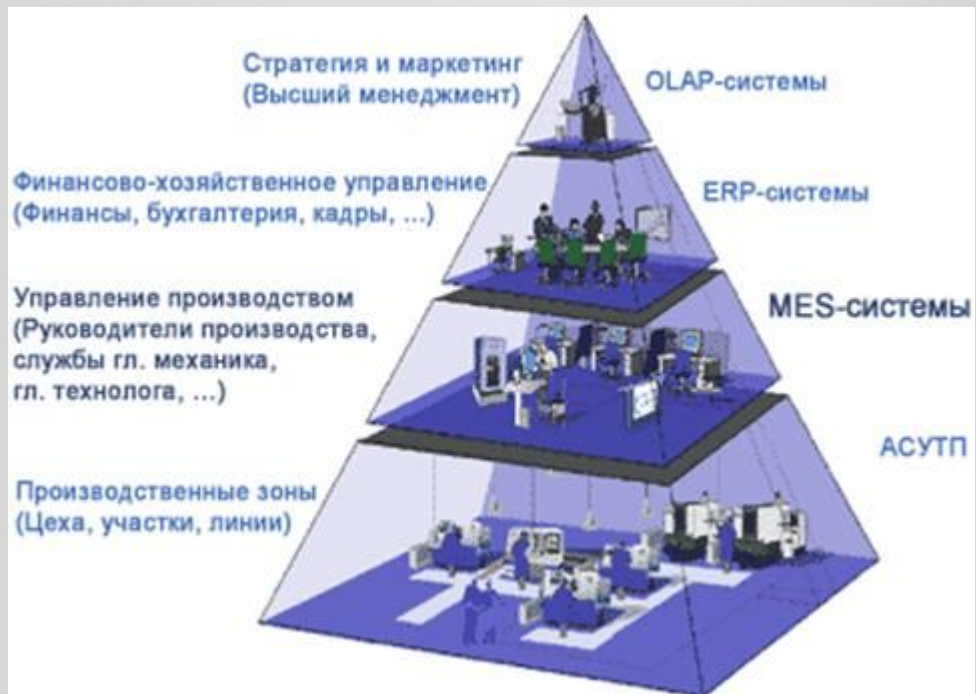 Стратегия и маркетинг
(Высший менеджмент)
OLAP-системы
Финансово-хозяйственное управление
(Финансы, бухгалтерия, кадры, ...)
ERP-системы
Управление производством
(Руководители производства,
службы гл. механика,
гл. технолога, ...)
MES-системы
АСУТП
Производственные зоны
(Цеха, участки, линии)